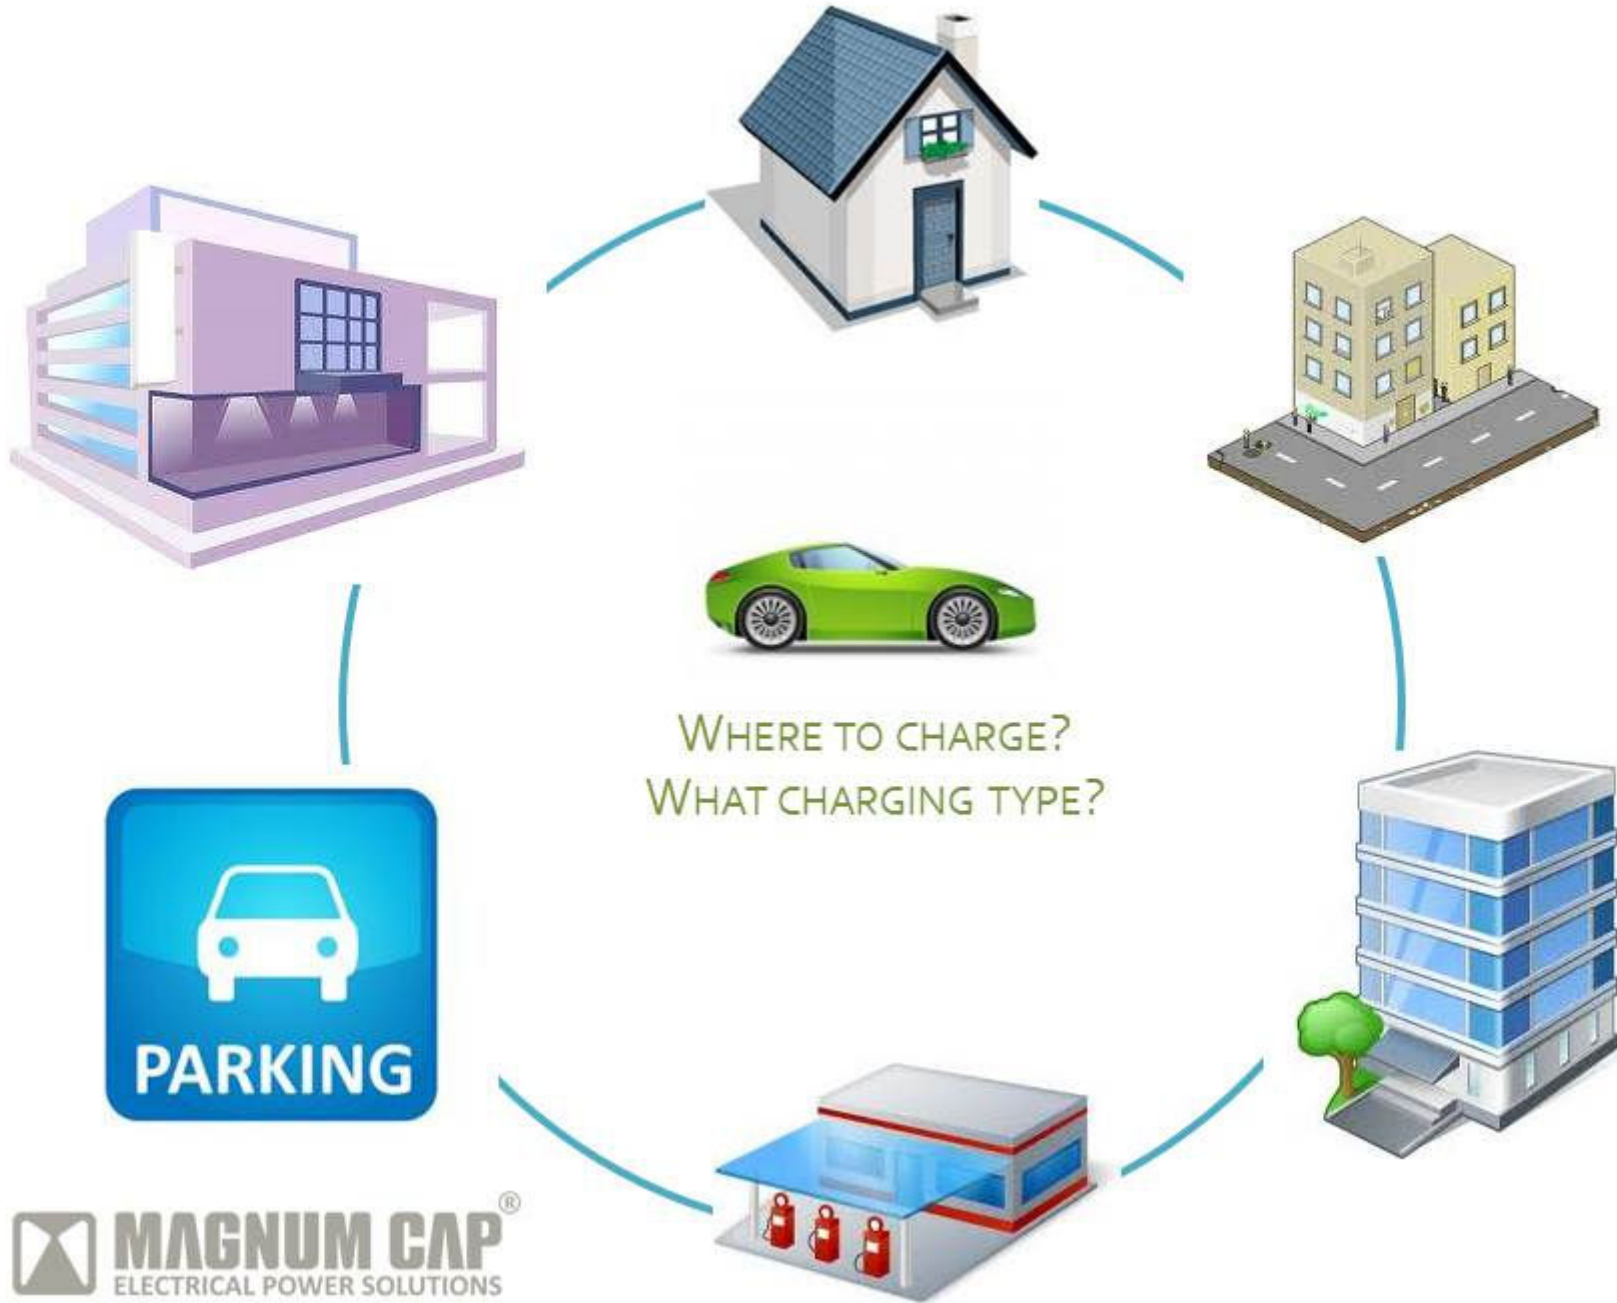 WHERE TO CHARGE?
WHAT CHARGING TYPE?
PARKING
MAGNUM CAP®
ELECTRICAL POWER SOLUTIONS